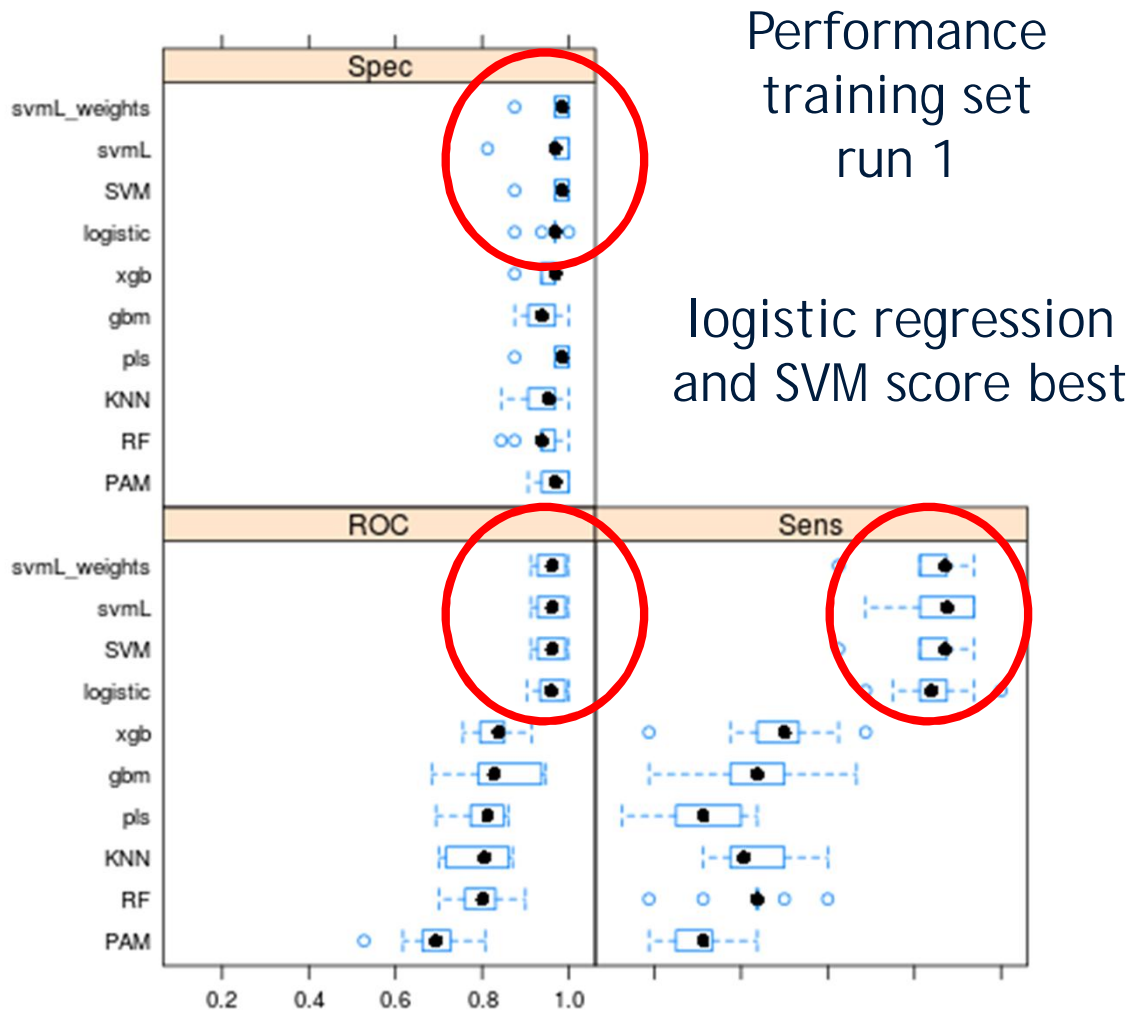 Performance
training set
run 1
logistic regression
and SVM score best
Spec
svmL_weights
svmL
SVM
logistic
xgb
gbm
pls
KNN
RF
PAM
ROC
Sens
svmL_weights
svmL
SVM
logistic
xgb
gbm
pls
KNN
RF
PAM
0.2 0.4 0.6 0.8 1.0